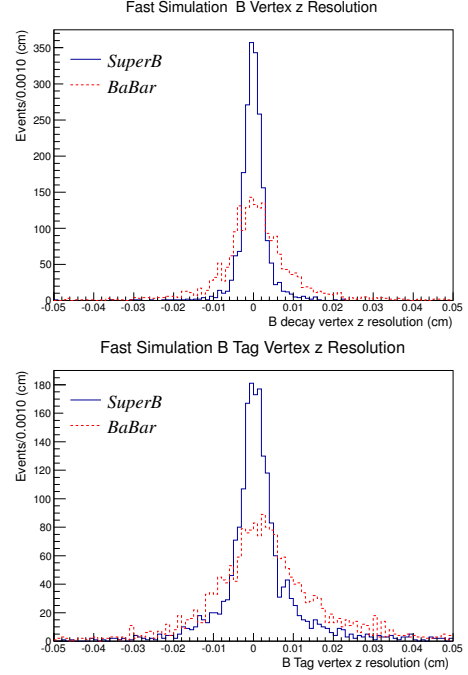 Fast Simulation B Vertex z Resolution
Events/0.0010 (cm)
350
300
250
200
150
100
50
0
SuperB
BaBar
-0.05 -0.04 -0.03 -0.02 -0.01 0 0.01 0.02 0.03 0.04 0.05
B decay vertex z resolution (cm)
Fast Simulation B Tag Vertex z Resolution
Events/0.0010 (cm)
180
160
140
120
100
80
60
40
20
0
SuperB
BaBar
-0.05 -0.04 -0.03 -0.02 -0.01 0 0.01 0.02 0.03 0.04 0.05
B Tag vertex z resolution (cm)